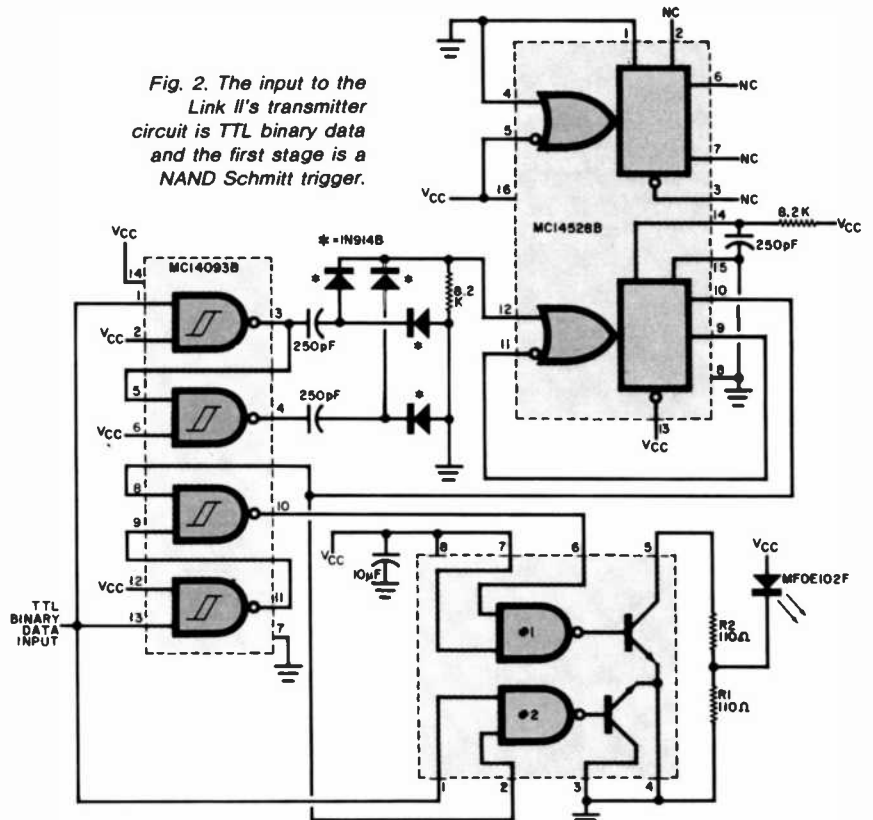 Fig. 2. The input to the
Link II's transmitter
circuit is TTL binary data
and the first stage is a
NAND Schmitt trigger.
NC
1
2
4
5
6
NC
7
NC
3
NC
VCC
16
MC14528B
14
8.2K
VCC
250pF
15
12
11
10
9
8
13
VCC
* = 1N914B
*
*
*
*
8.2
K
VCC
14
MC14093B
1
VCC
2
3
250pF
5
VCC
6
4
250pF
8
9
10
VCC
12
11
13
7
TTL
BINARY
DATA
INPUT
VCC
10µF
8
7
6
5
#1
#2
1
2
3
4
VCC
MFOE102F
R2
110Ω
R1
110Ω